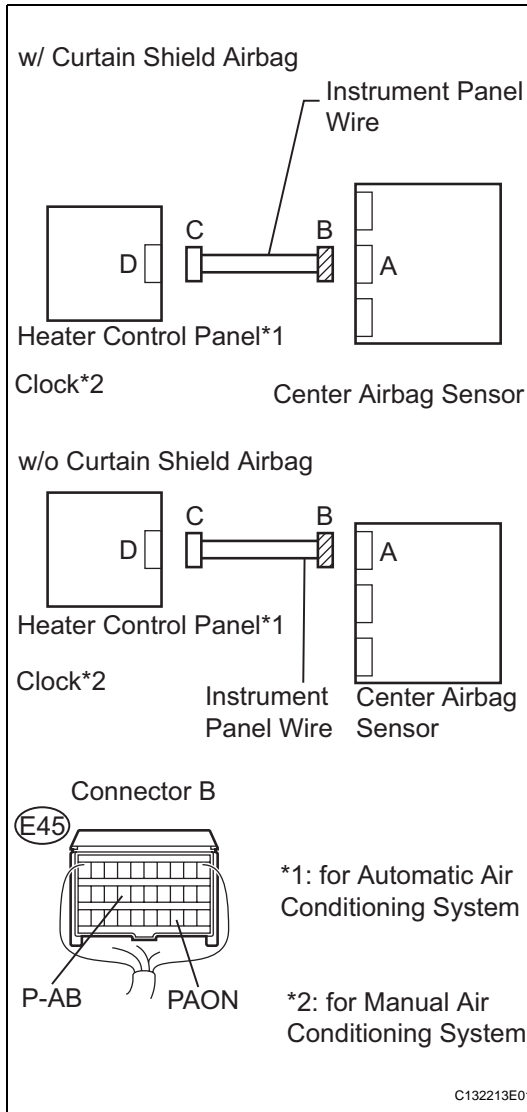 w/ Curtain Shield Airbag
Instrument Panel
Wire
C
B
D
A
Heater Control Panel*1
Clock*2
Center Airbag Sensor
w/o Curtain Shield Airbag
C
B
D
A
Heater Control Panel*1
Clock*2
Instrument
Panel Wire
Center Airbag
Sensor
Connector B
E45
*1: for Automatic Air
Conditioning System
P-AB
PAON
*2: for Manual Air
Conditioning System
C132213E01